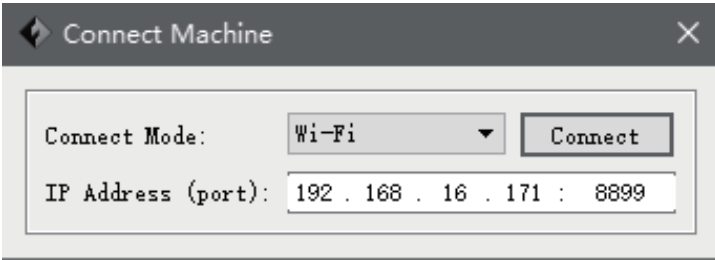 Connect Machine
Connect Mode: Wi-Fi Connect
IP Address (port): 192 . 168 . 16 . 171 : 8899